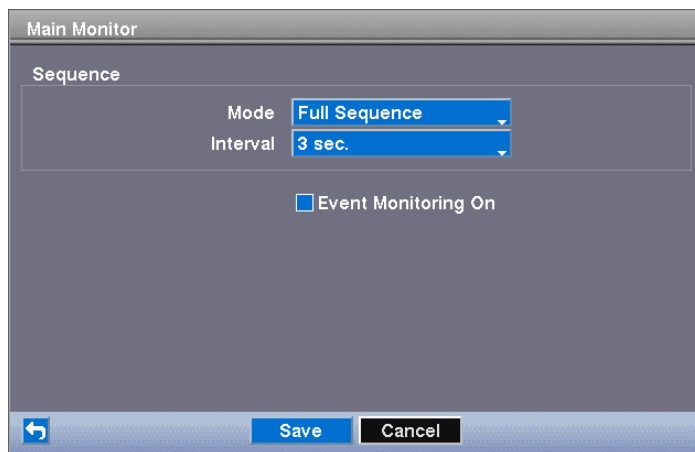 Main Monitor
Sequence
Mode Full Sequence
Interval 3 sec.
Event Monitoring On
Save Cancel